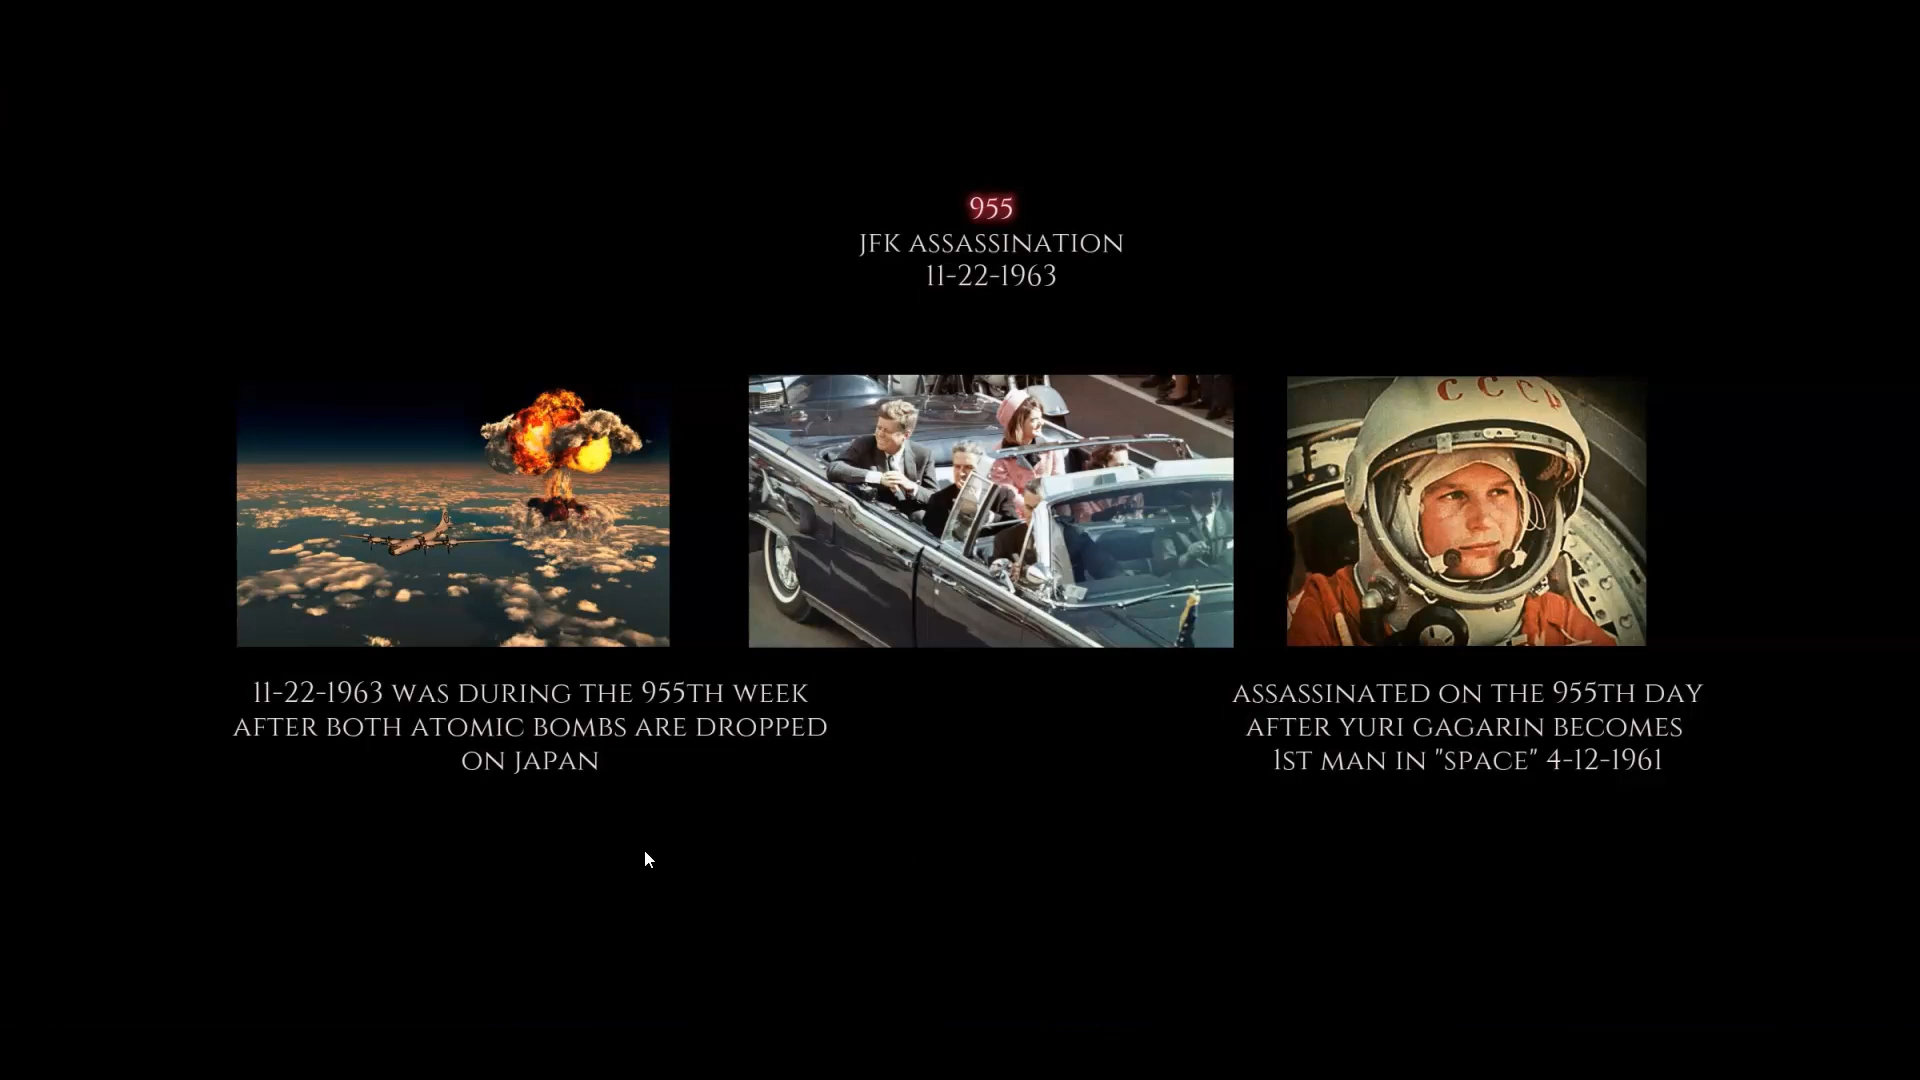 955
JFK ASSASSINATION
11-22-1963
CCCP
11-22-1963 WAS DURING THE 955TH WEEK
AFTER BOTH ATOMIC BOMBS ARE DROPPED
ON JAPAN
ASSASSINATED ON THE 955TH DAY
AFTER YURI GAGARIN BECOMES
1ST MAN IN "SPACE" 4-12-1961